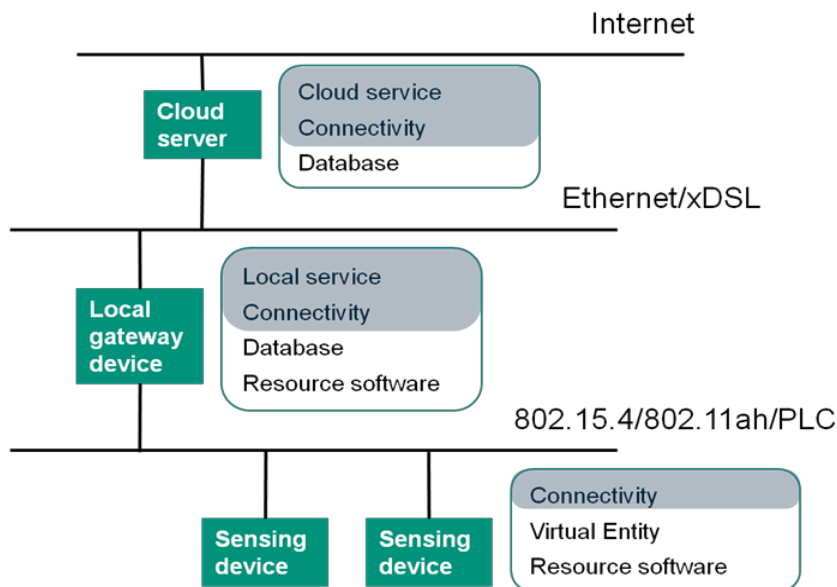 Internet
Cloud
server
Cloud service
Connectivity
Database
Ethernet/xDSL
Local
gateway
device
Local service
Connectivity
Database
Resource software
802.15.4/802.11ah/PLC
Sensing
device
Sensing
device
Connectivity
Virtual Entity
Resource software